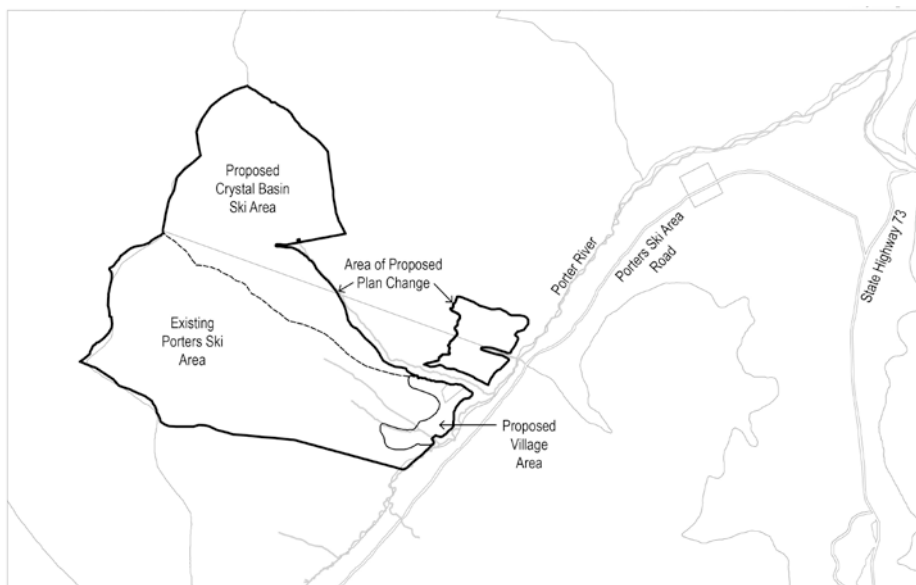 Proposed
Crystal Basin
Ski Area
Area of Proposed
Plan Change
Existing
Porters Ski
Area
Proposed
Village
Area
Porter River
Porters Ski Area
Road
State Highway 73